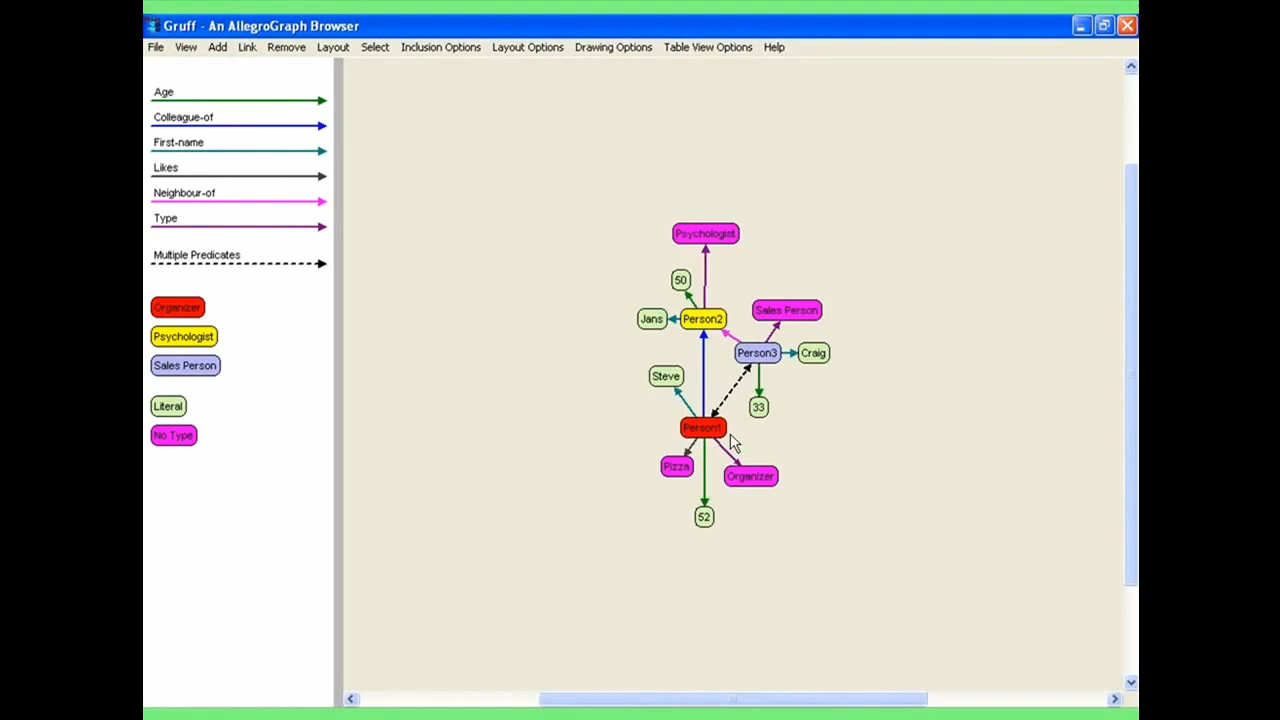 Gruff - An AllegroGraph Browser
File View Add Link Remove Layout Select Inclusion Options Layout Options Drawing Options Table View Options Help
Age
Colleague-of
First-name
Likes
Neighbour-of
Type
Multiple Predicates
Organizer
Psychologist
Sales Person
Literal
No Type
Psychologist
50
Sales Person
Jans
Person2
Person3
Craig
Steve
33
Person1
Pizza
Organizer
52